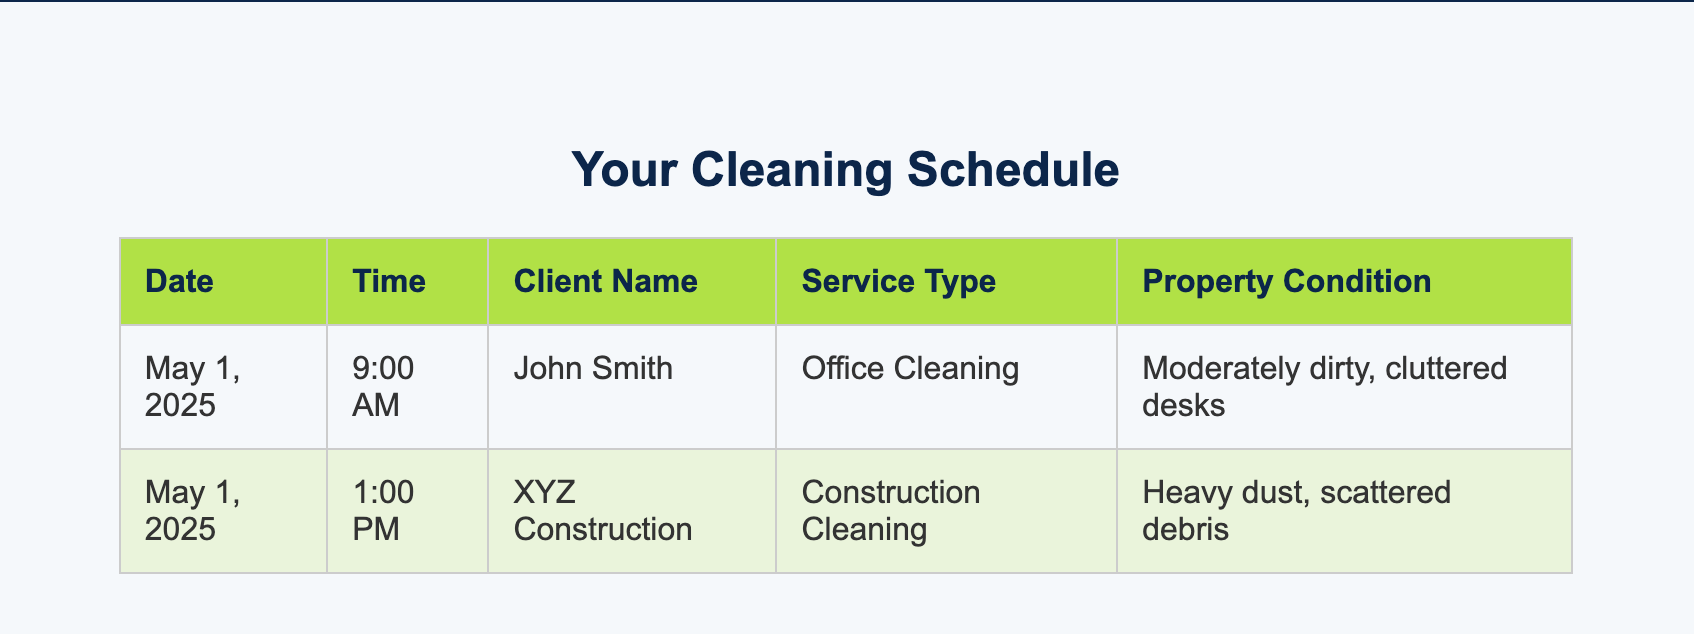 Your Cleaning Schedule
Date Time Client Name Service Type Property Condition
May 1, 9:00 John Smith Office Cleaning Moderately dirty, cluttered
2025 AM desks
May 1, 1:00 XYZ Construction Heavy dust, scattered
2025 PM Construction Cleaning debris